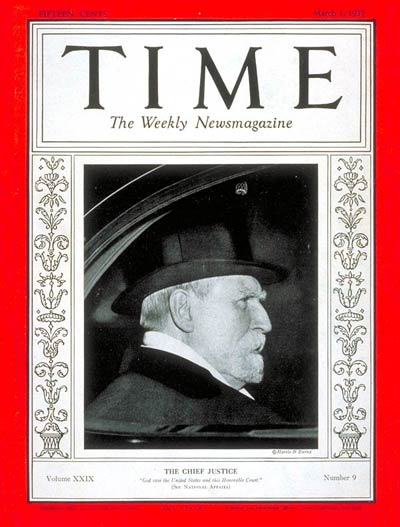 FIFTEEN CENTS March 1, 1937
TIME
The Weekly Newsmagazine
©Harris & Ewing
THE CHIEF JUSTICE
"God save the United States and this Honorable Court."
(See NATIONAL AFFAIRS)
Volume XXIX Number 9